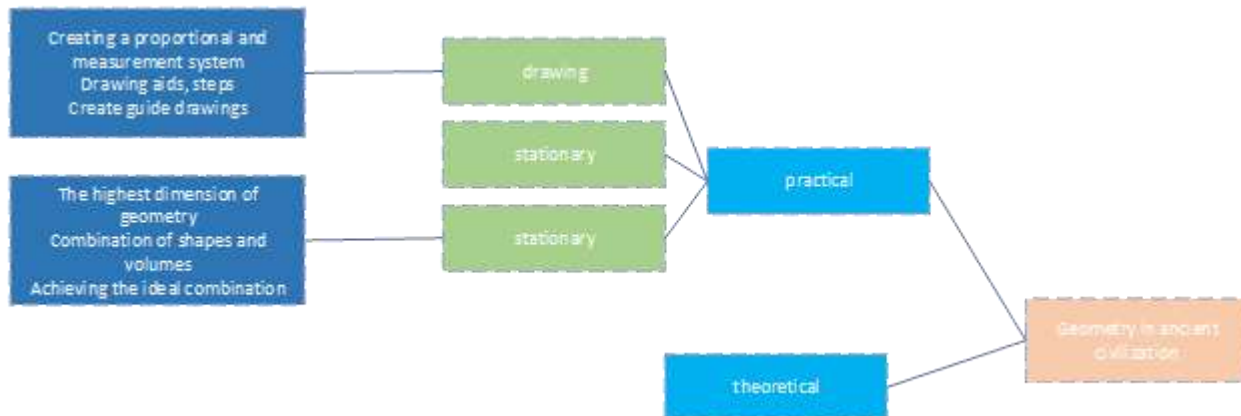 Creating a proportional and
measurement system
Drawing aids, steps
Create guide drawings
drawing
stationary
practical
The highest dimension of
geometry
Combination of shapes and
volumes
Achieving the ideal combination
stationary
Geometry in ancient
civilization
theoretical